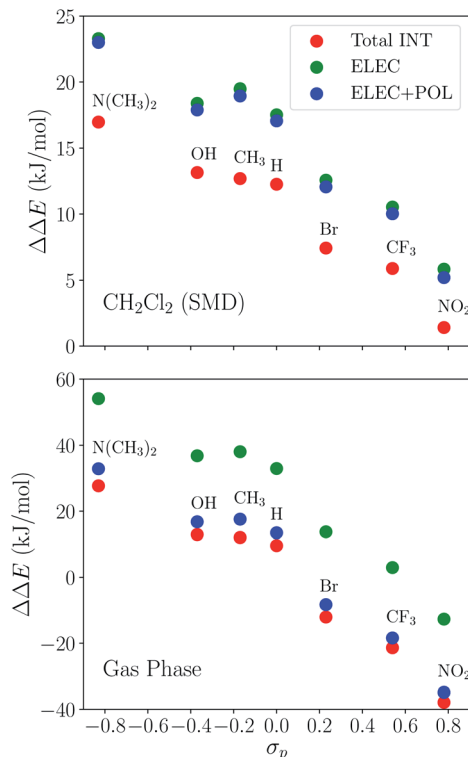 25
20
15
10
5
0
ΔΔE (kJ/mol)
Total INT
ELEC
ELEC+POL
N(CH₃)₂
OH
CH₃
H
Br
CF₃
NO₂
CH₂Cl₂ (SMD)
60
40
20
0
−20
−40
ΔΔE (kJ/mol)
N(CH₃)₂
OH
CH₃
H
Br
CF₃
NO₂
Gas Phase
−0.8 −0.6 −0.4 −0.2 0.0 0.2 0.4 0.6 0.8
σₚ